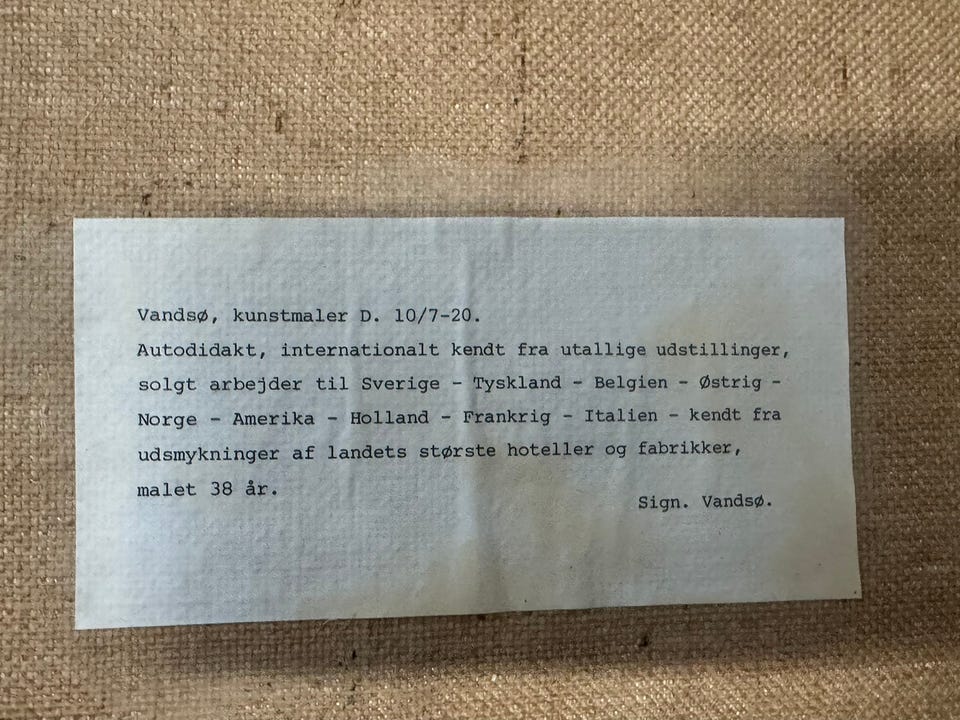 Vandsø, kunstmaler D. 10/7-20.
Autodidakt, internationalt kendt fra utallige udstillinger,
solgt arbejder til Sverige - Tyskland - Belgien - Østrig -
Norge - Amerika - Holland - Frankrig - Italien - kendt fra
udsmykninger af landets største hoteller og fabrikker,
malet 38 år.
Sign. Vandsø.